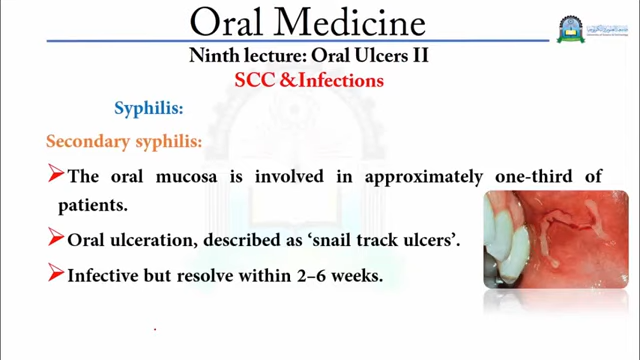 Oral Medicine
Ninth lecture: Oral Ulcers II
SCC &Infections
Syphilis:
Secondary syphilis:
The oral mucosa is involved in approximately one-third of
patients.
Oral ulceration, described as ‘snail track ulcers’.
Infective but resolve within 2–6 weeks.